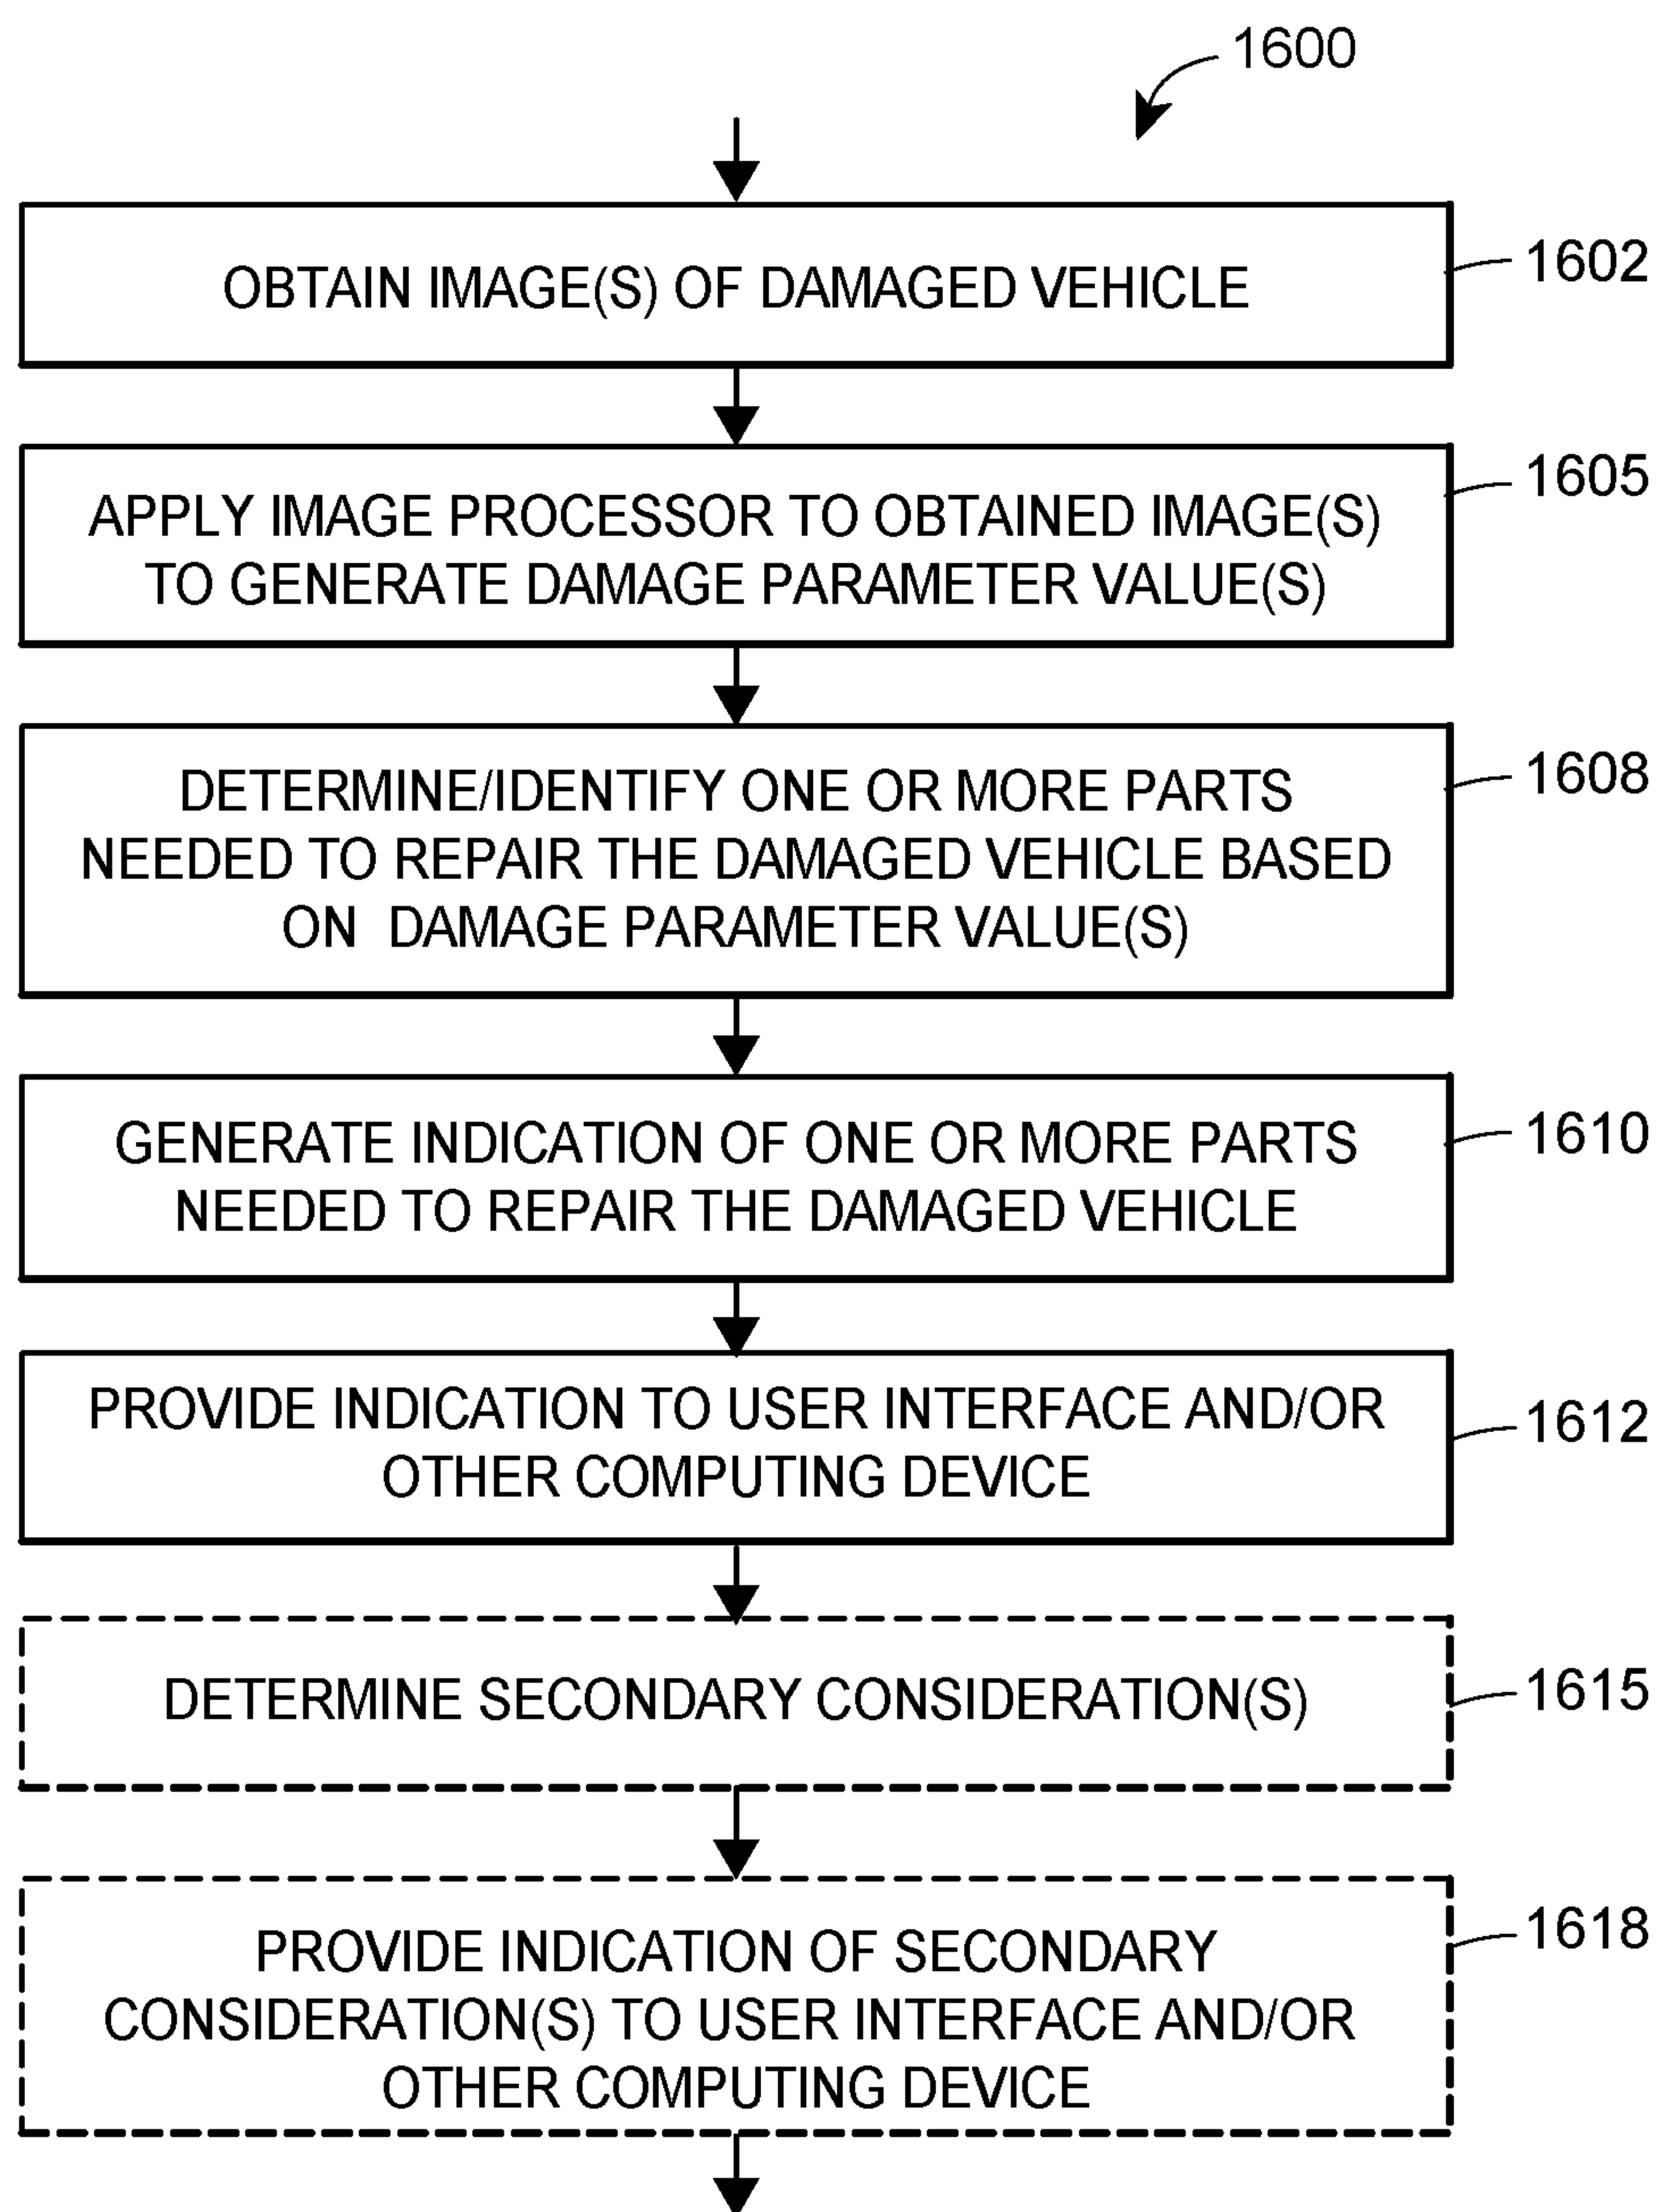 1600
OBTAIN IMAGE(S) OF DAMAGED VEHICLE
1602
APPLY IMAGE PROCESSOR TO OBTAINED IMAGE(S)
TO GENERATE DAMAGE PARAMETER VALUE(S)
1605
DETERMINE/IDENTIFY ONE OR MORE PARTS
NEEDED TO REPAIR THE DAMAGED VEHICLE BASED
ON DAMAGE PARAMETER VALUE(S)
1608
GENERATE INDICATION OF ONE OR MORE PARTS
NEEDED TO REPAIR THE DAMAGED VEHICLE
1610
PROVIDE INDICATION TO USER INTERFACE AND/OR
OTHER COMPUTING DEVICE
1612
DETERMINE SECONDARY CONSIDERATION(S)
1615
PROVIDE INDICATION OF SECONDARY
CONSIDERATION(S) TO USER INTERFACE AND/OR
OTHER COMPUTING DEVICE
1618